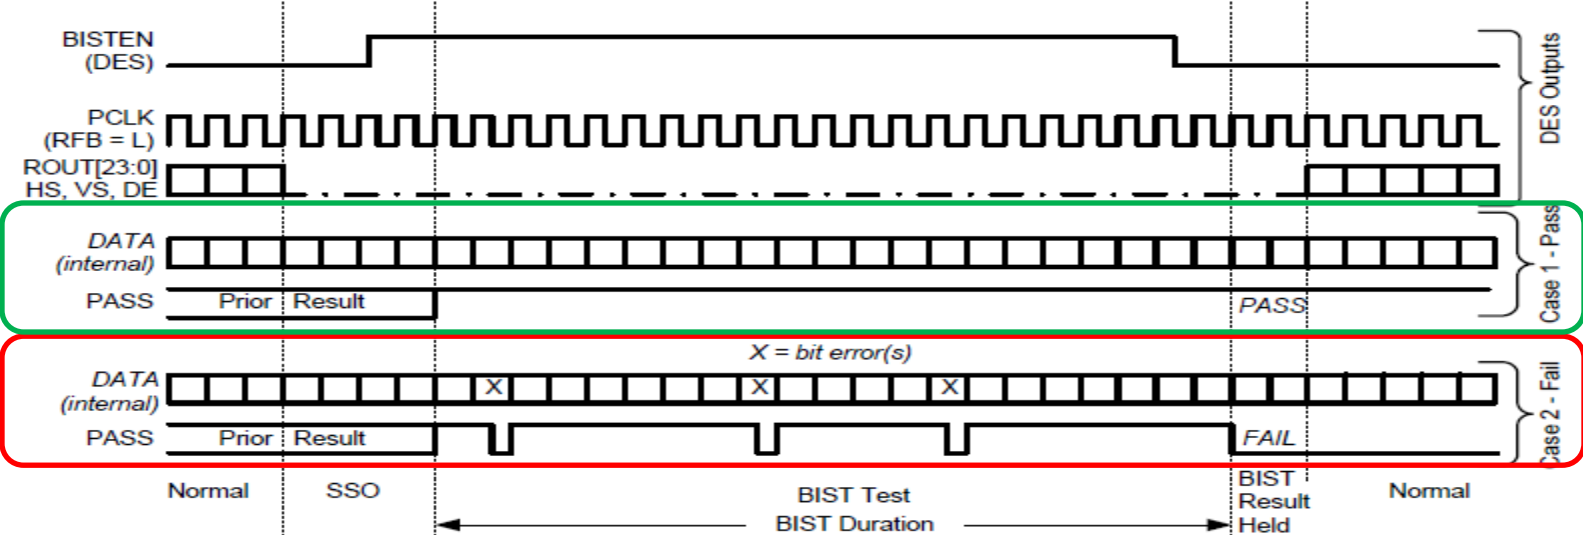 BISTEN
(DES)
PCLK
(RFB = L)
ROUT[23:0]
HS, VS, DE
DES Outputs
DATA
(internal)
PASS
Prior Result
PASS
Case 1 - Pass
X = bit error(s)
DATA
(internal)
X X X
PASS
Prior Result
FAIL
Case 2 - Fail
Normal
SSO
BIST Test
BIST Duration
BIST
Result
Held
Normal